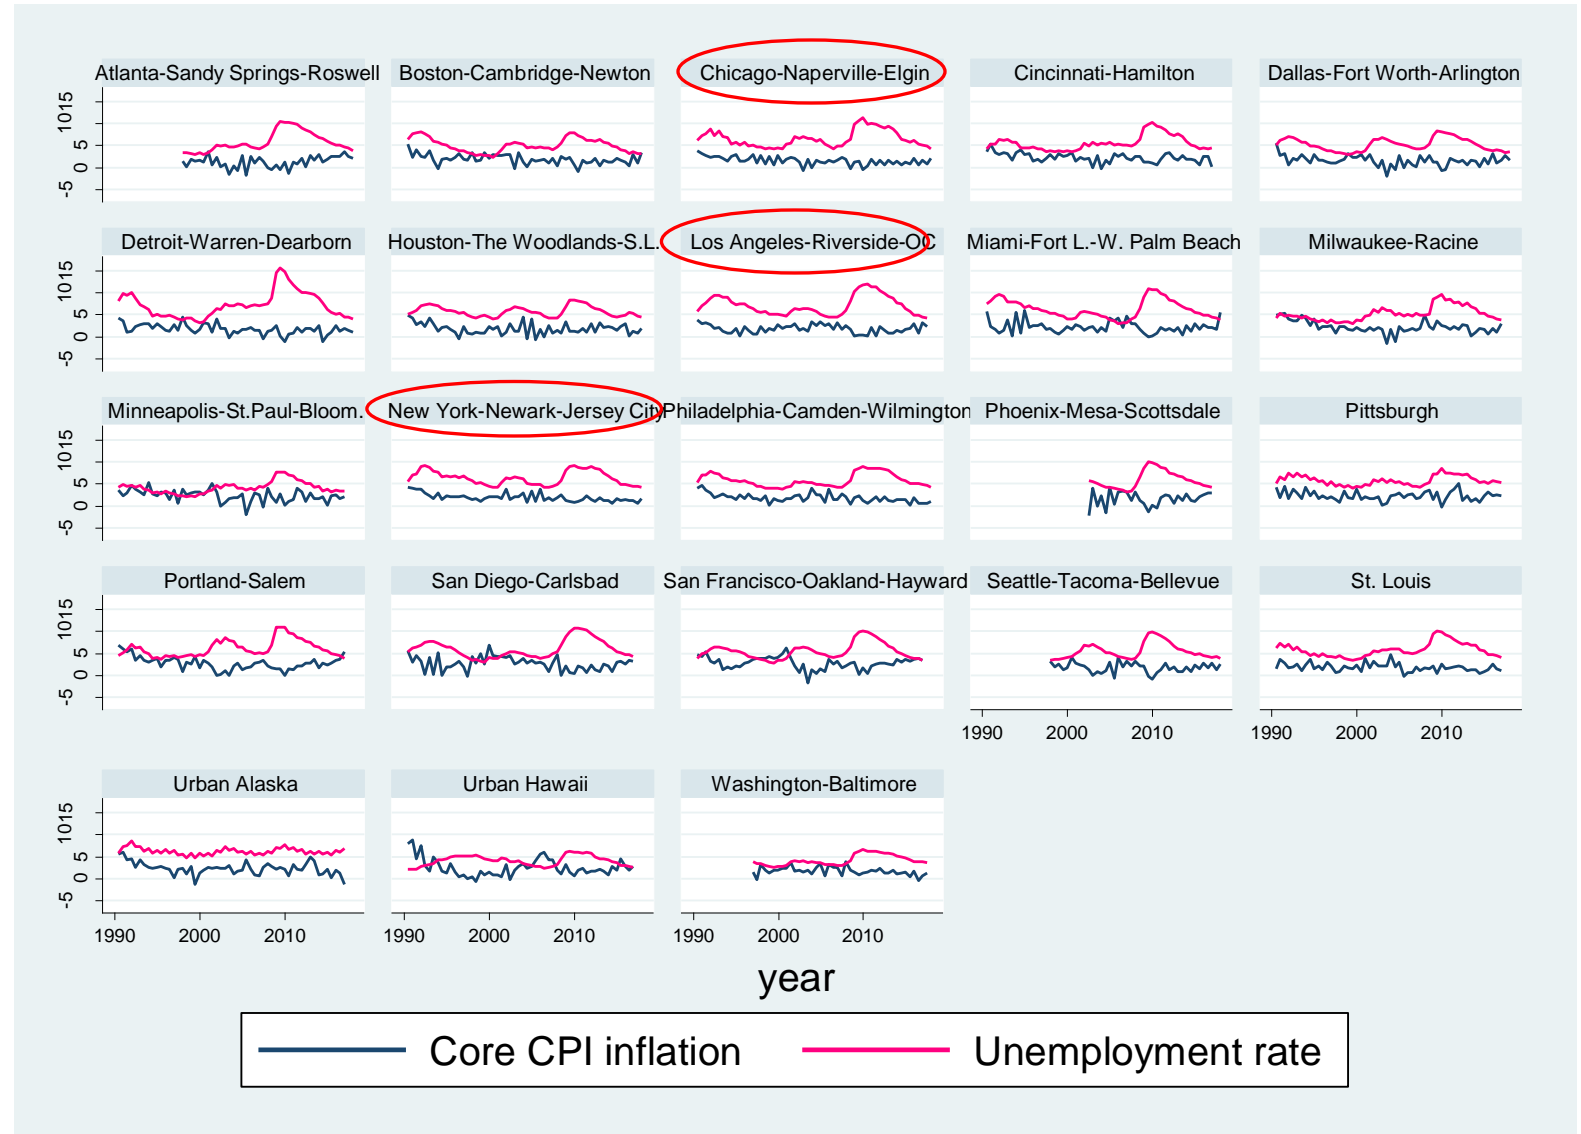 Atlanta-Sandy Springs-Roswell
Boston-Cambridge-Newton
Chicago-Naperville-Elgin
Cincinnati-Hamilton
Dallas-Fort Worth-Arlington
-5 0 5 10 15
Detroit-Warren-Dearborn
Houston-The Woodlands-S.L.
Los Angeles-Riverside-OC
Miami-Fort L.-W. Palm Beach
Milwaukee-Racine
-5 0 5 10 15
Minneapolis-St.Paul-Bloom.
New York-Newark-Jersey City
Philadelphia-Camden-Wilmington
Phoenix-Mesa-Scottsdale
Pittsburgh
-5 0 5 10 15
Portland-Salem
San Diego-Carlsbad
San Francisco-Oakland-Hayward
Seattle-Tacoma-Bellevue
St. Louis
-5 0 5 10 15
1990 2000 2010
1990 2000 2010
Urban Alaska
Urban Hawaii
Washington-Baltimore
-5 0 5 10 15
1990 2000 2010
1990 2000 2010
1990 2000 2010
year
Core CPI inflation
Unemployment rate